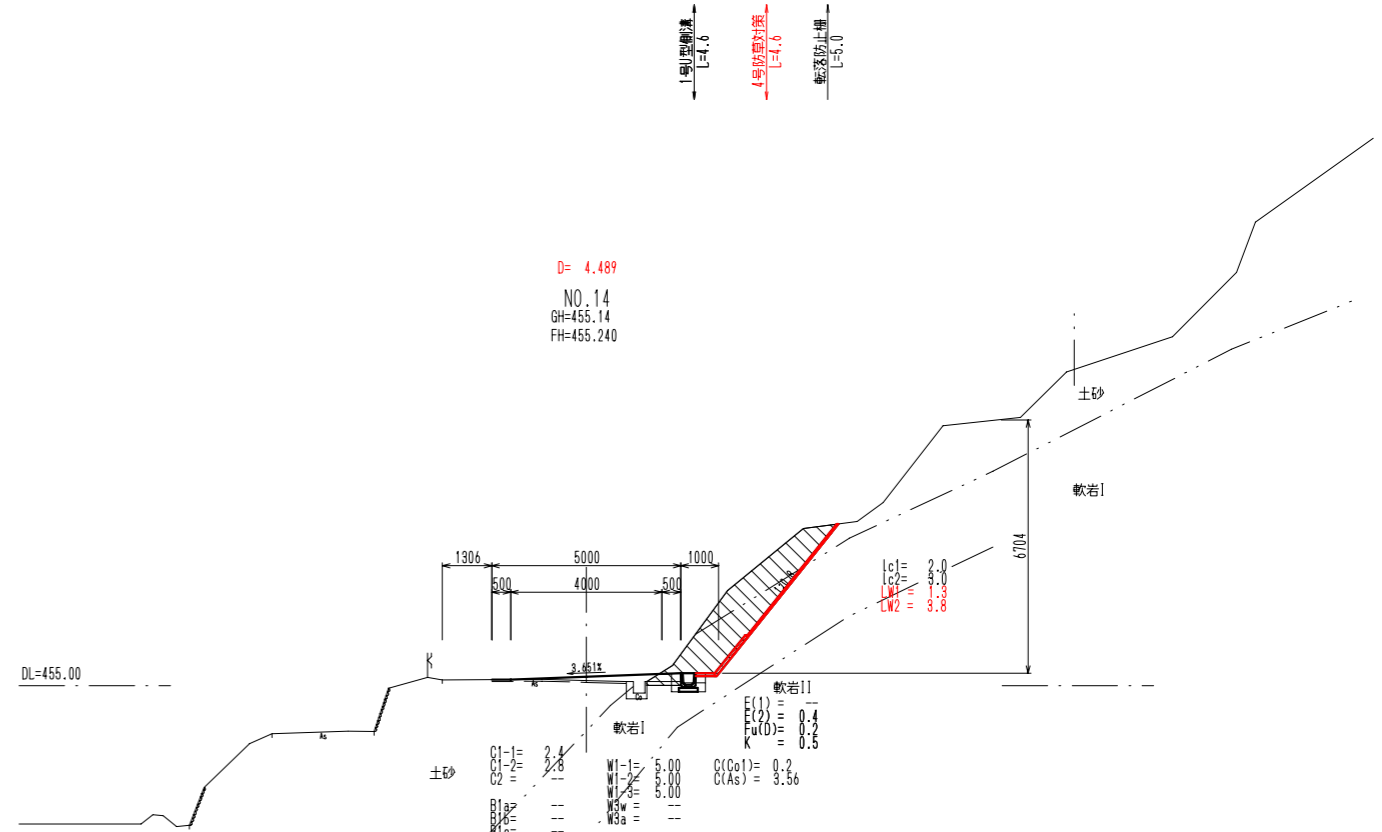 1号U型側溝
L=4.6
4号防草対策
L=4.6
転落防止柵
L=5.0
D= 4.489
NO.14
GH=455.14
FH=455.240
土砂
軟岩I
6704
1306
5000
1000
500
4000
500
lc1= 2.0
lc2= 3.0
LW1 = 1.3
LW2 = 3.8
DL=455.00
K
3.651%
As
Co
As
軟岩II
軟岩I
土砂
E(1) = --
E(2) = 0.4
Fu(D)= 0.2
K = 0.5
C1-1= 2.4
C1-2= 2.8
C2 = --
B1a= --
B1b= --
B1c= --
W1-1= 5.00
W1-2= 5.00
W1-3= 5.00
W3w = --
W3a = --
C(Co1)= 0.2
C(As) = 3.56